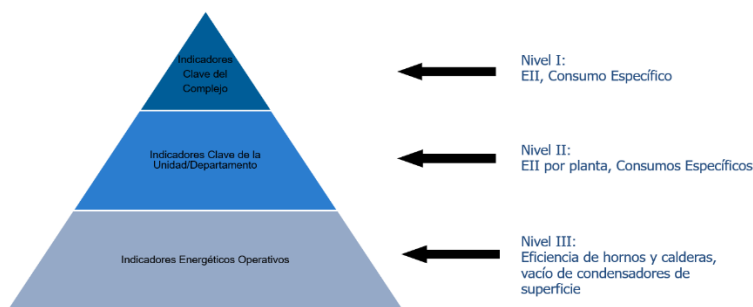 Indicadores
Clave del
Complejo
Nivel I:
EII, Consumo Específico
Indicadores Clave de la
Unidad/Departamento
Nivel II:
EII por planta, Consumos Específicos
Indicadores Energéticos Operativos
Nivel III:
Eficiencia de hornos y calderas,
vacío de condensadores de
superficie